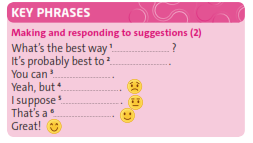 KEY PHRASES
Making and responding to suggestions (2)
What's the best way ¹.................... ?
It's probably best to ².................... .
You can ³.................... .
Yeah, but ⁴.................... .
I suppose ⁵.................... .
That's a ⁶.................... .
Great!